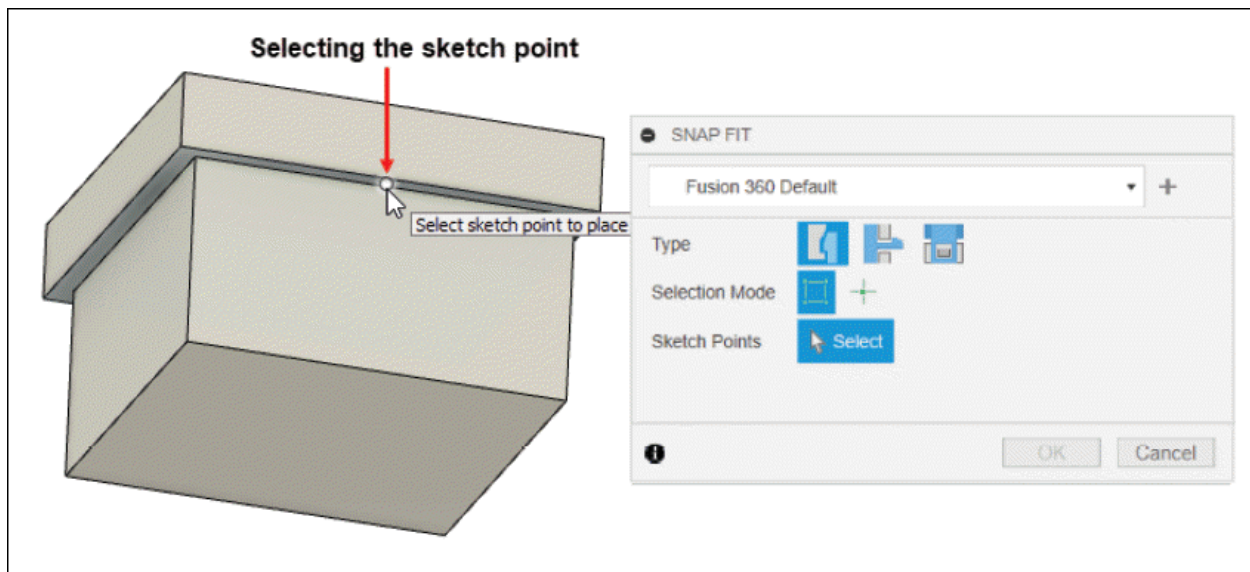 Selecting the sketch point
Select sketch point to place
SNAP FIT
Fusion 360 Default
Type
Selection Mode
Sketch Points
Select
OK
Cancel